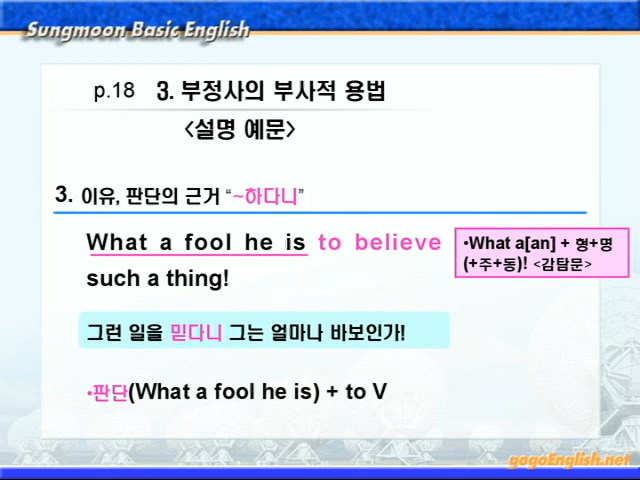 Sungmoon Basic English
p.18 3. 부정사의 부사적 용법
<설명 예문>
3. 이유, 판단의 근거 “~하다니”
What a fool he is to believe
such a thing!
•What a[an] + 형+명
(+주+동)! <감탐문>
그런 일을 믿다니 그는 얼마나 바보인가!
•판단(What a fool he is) + to V
gogoEnglish.net